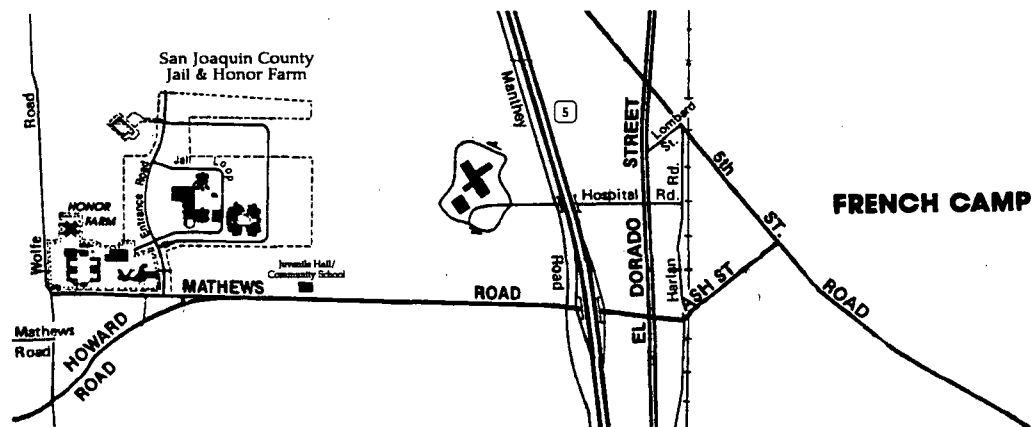 San Joaquin County
Jail & Honor Farm
Road
Manthey
5
STREET
Lombard
St.
6th
Jail Loop
Entrance Road
HONOR
FARM
Hospital Rd.
Rd.
ST.
FRENCH CAMP
Wolfe
Juvenile Hall/
Community School
MATHEWS
ROAD
Road
EL DORADO
Harlan
ASH ST
ROAD
Mathews
Road
HOWARD
ROAD